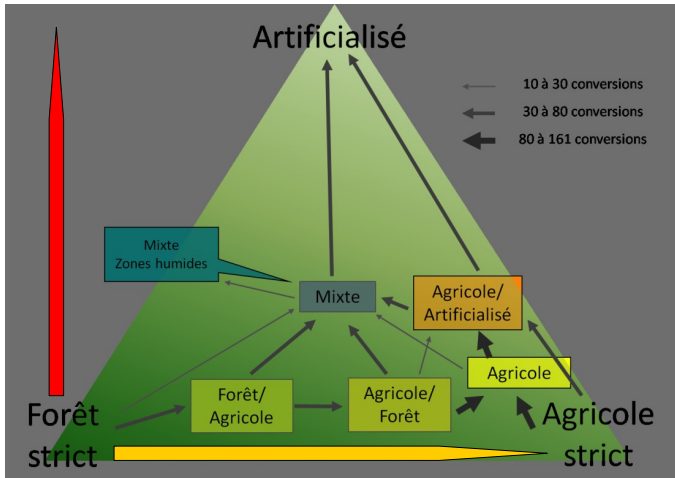 Artificialisé
10 à 30 conversions
30 à 80 conversions
80 à 161 conversions
Mixte
Zones humides
Mixte
Agricole/
Artificialisé
Agricole
Forêt/
Agricole
Agricole/
Forêt
Forêt
strict
Agricole
strict